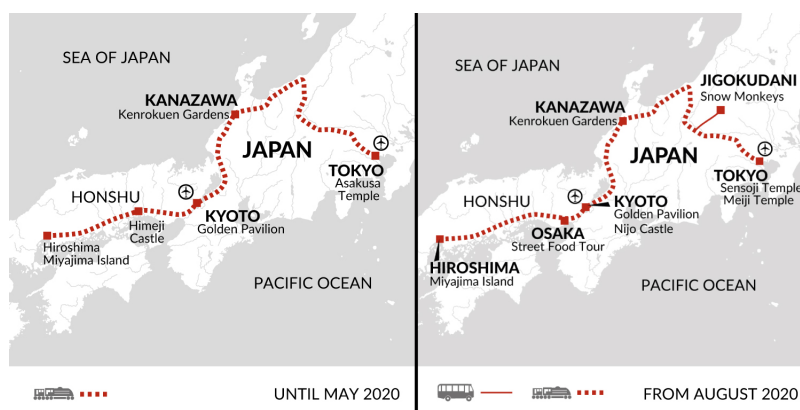 SEA OF JAPAN
KANAZAWA
Kenrokuen Gardens
JAPAN
TOKYO
Asakusa
Temple
HONSHU
KYOTO
Golden Pavilion
Himeji
Castle
Hiroshima
Miyajima Island
PACIFIC OCEAN
UNTIL MAY 2020
SEA OF JAPAN
JIGOKUDANI
Snow Monkeys
KANAZAWA
Kenrokuen Gardens
JAPAN
TOKYO
Sensoji Temple
Meiji Temple
HONSHU
KYOTO
Golden Pavilion
Nijo Castle
OSAKA
Street Food Tour
HIROSHIMA
Miyajima Island
PACIFIC OCEAN
FROM AUGUST 2020